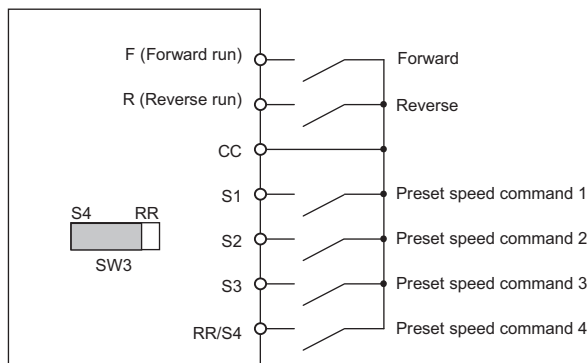 F (Forward run) Forward
R (Reverse run) Reverse
CC
S1 Preset speed command 1
S4 RR
SW3
S2 Preset speed command 2
S3 Preset speed command 3
RR/S4 Preset speed command 4